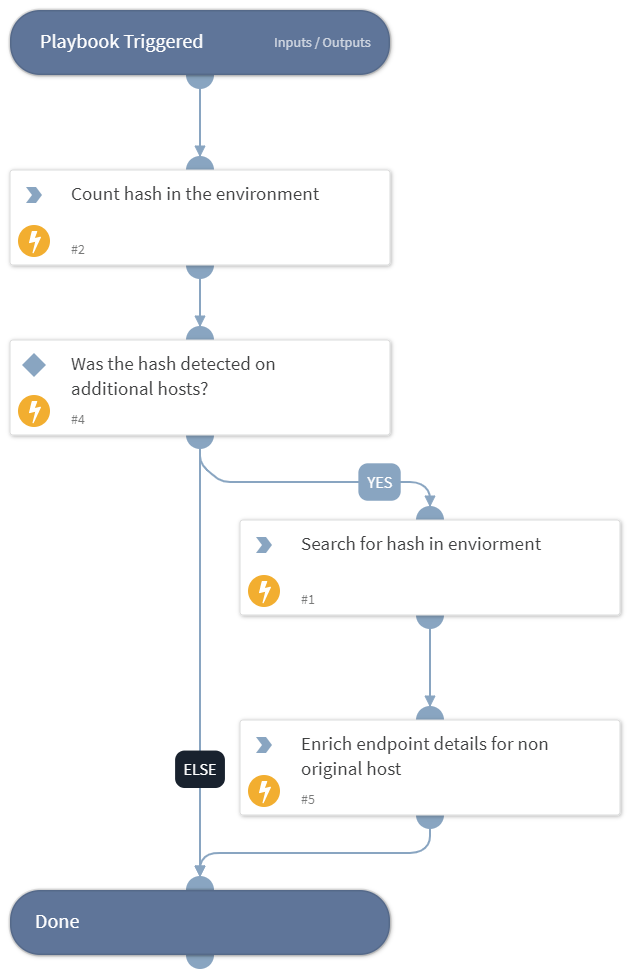 Playbook Triggered
Inputs / Outputs
Count hash in the environment
#2
Was the hash detected on
additional hosts?
#4
YES
Search for hash in enviorment
#1
ELSE
Enrich endpoint details for non
original host
#5
Done